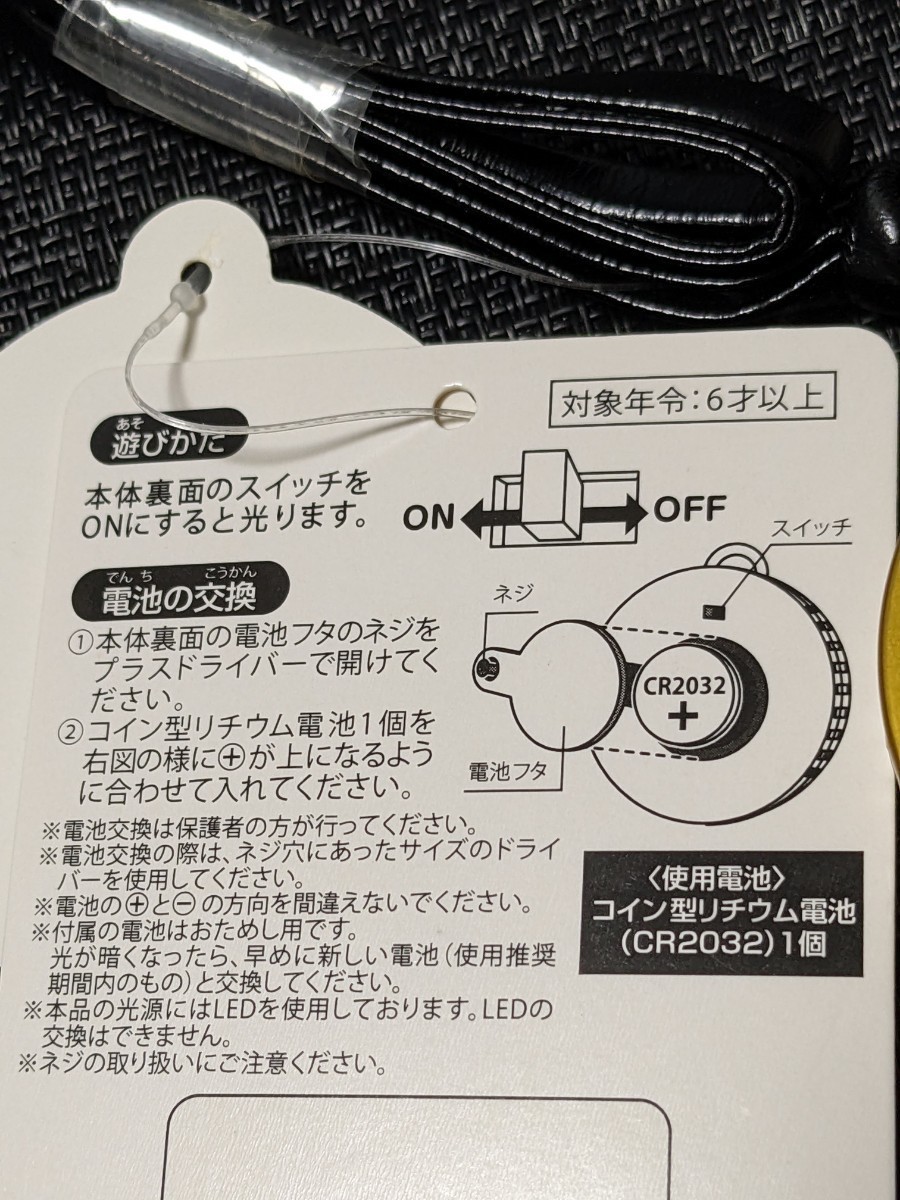 対象年令：6才以上
あそ
遊びかた
本体裏面のスイッチを
ONにすると光ります。
ON
OFF
スイッチ
でんち こうかん
電池の交換
ネジ
①本体裏面の電池フタのネジを
プラスドライバーで開けてく
ださい。
②コイン型リチウム電池1個を
右図の様に⊕が上になるよう
に合わせて入れてください。
CR2032
+
電池フタ
※電池交換は保護者の方が行ってください。
※電池交換の際は、ネジ穴にあったサイズのドライ
バーを使用してください。
※電池の⊕と⊖の方向を間違えないでください。
※付属の電池はおためし用です。
光が暗くなったら、早めに新しい電池（使用推奨
期間内のもの）と交換してください。
※本品の光源にはLEDを使用しております。LEDの
交換はできません。
※ネジの取り扱いにご注意ください。
〈使用電池〉
コイン型リチウム電池
（CR2032）1個